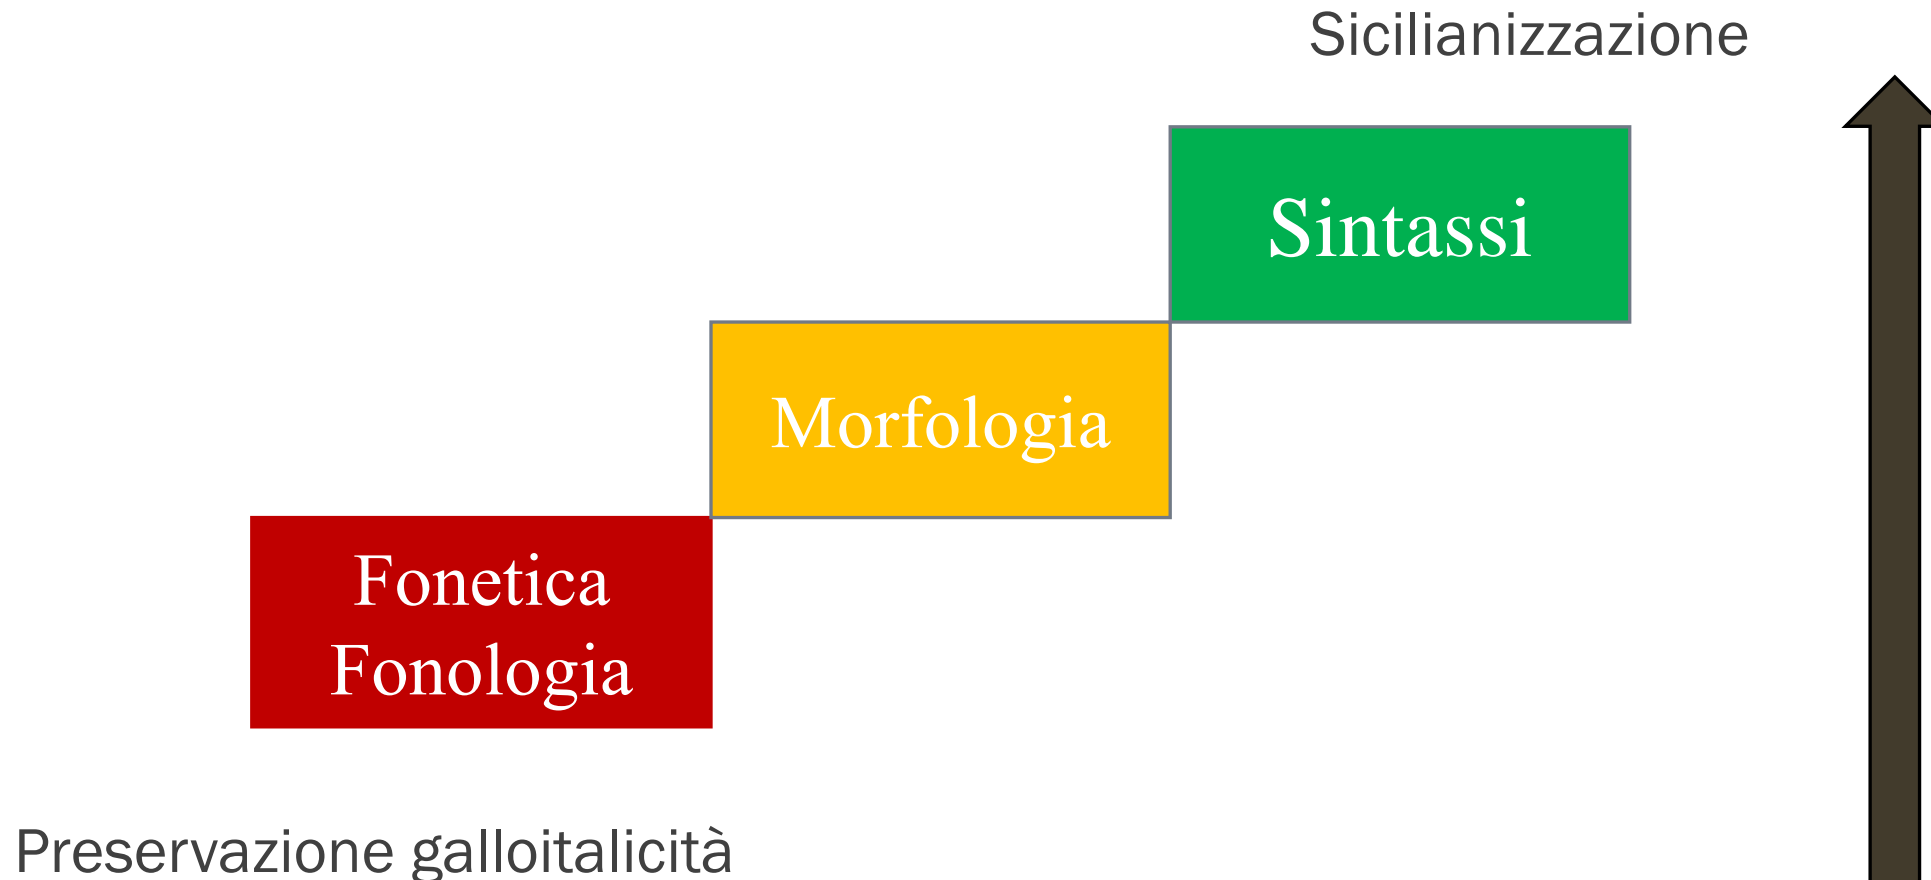 Sicilianizzazione
Sintassi
Morfologia
Fonetica
Fonologia
Preservazione galloitalicità